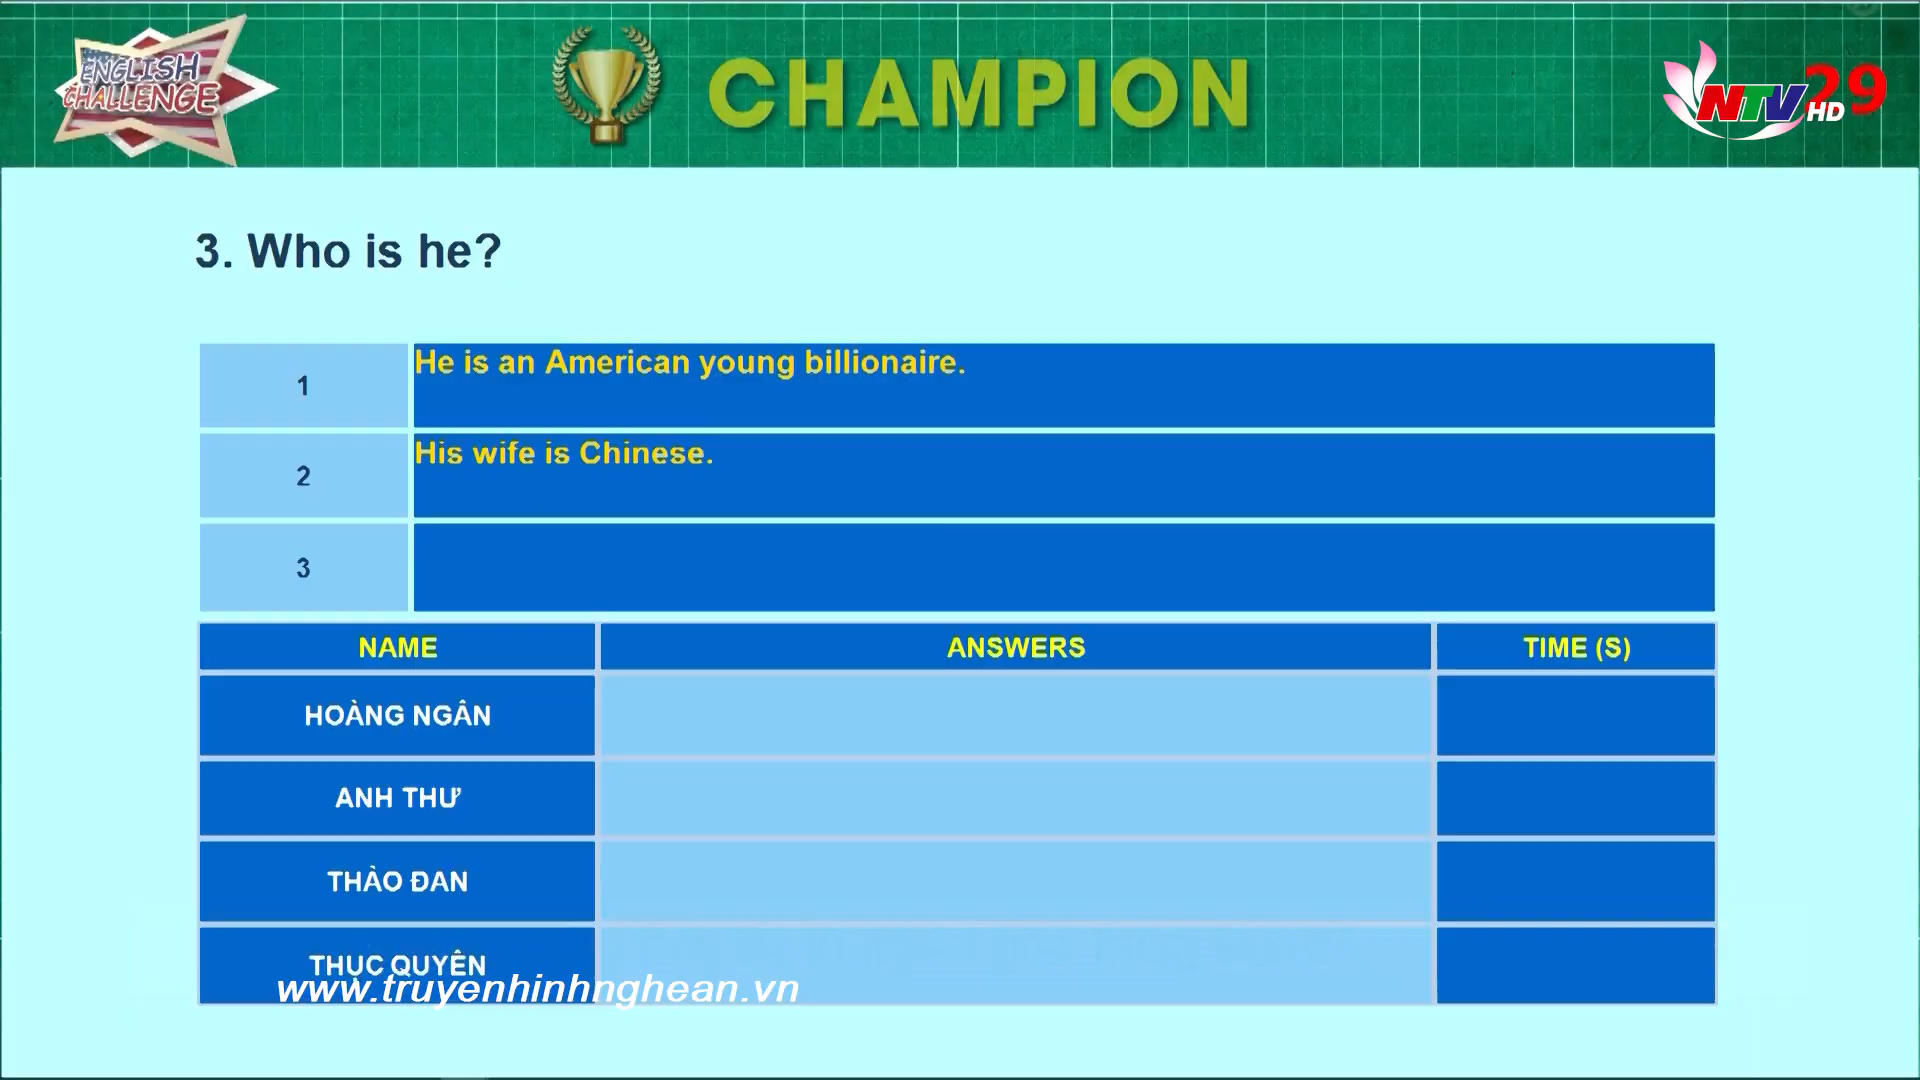 ENGLISH
CHALLENGE
CHAMPION
NTV HD
29
3. Who is he?
1
He is an American young billionaire.
2
His wife is Chinese.
3
NAME
ANSWERS
TIME (S)
HOÀNG NGÂN
ANH THƯ
THẢO ĐAN
THỤC QUYÊN
www.truyenhinhnghean.vn